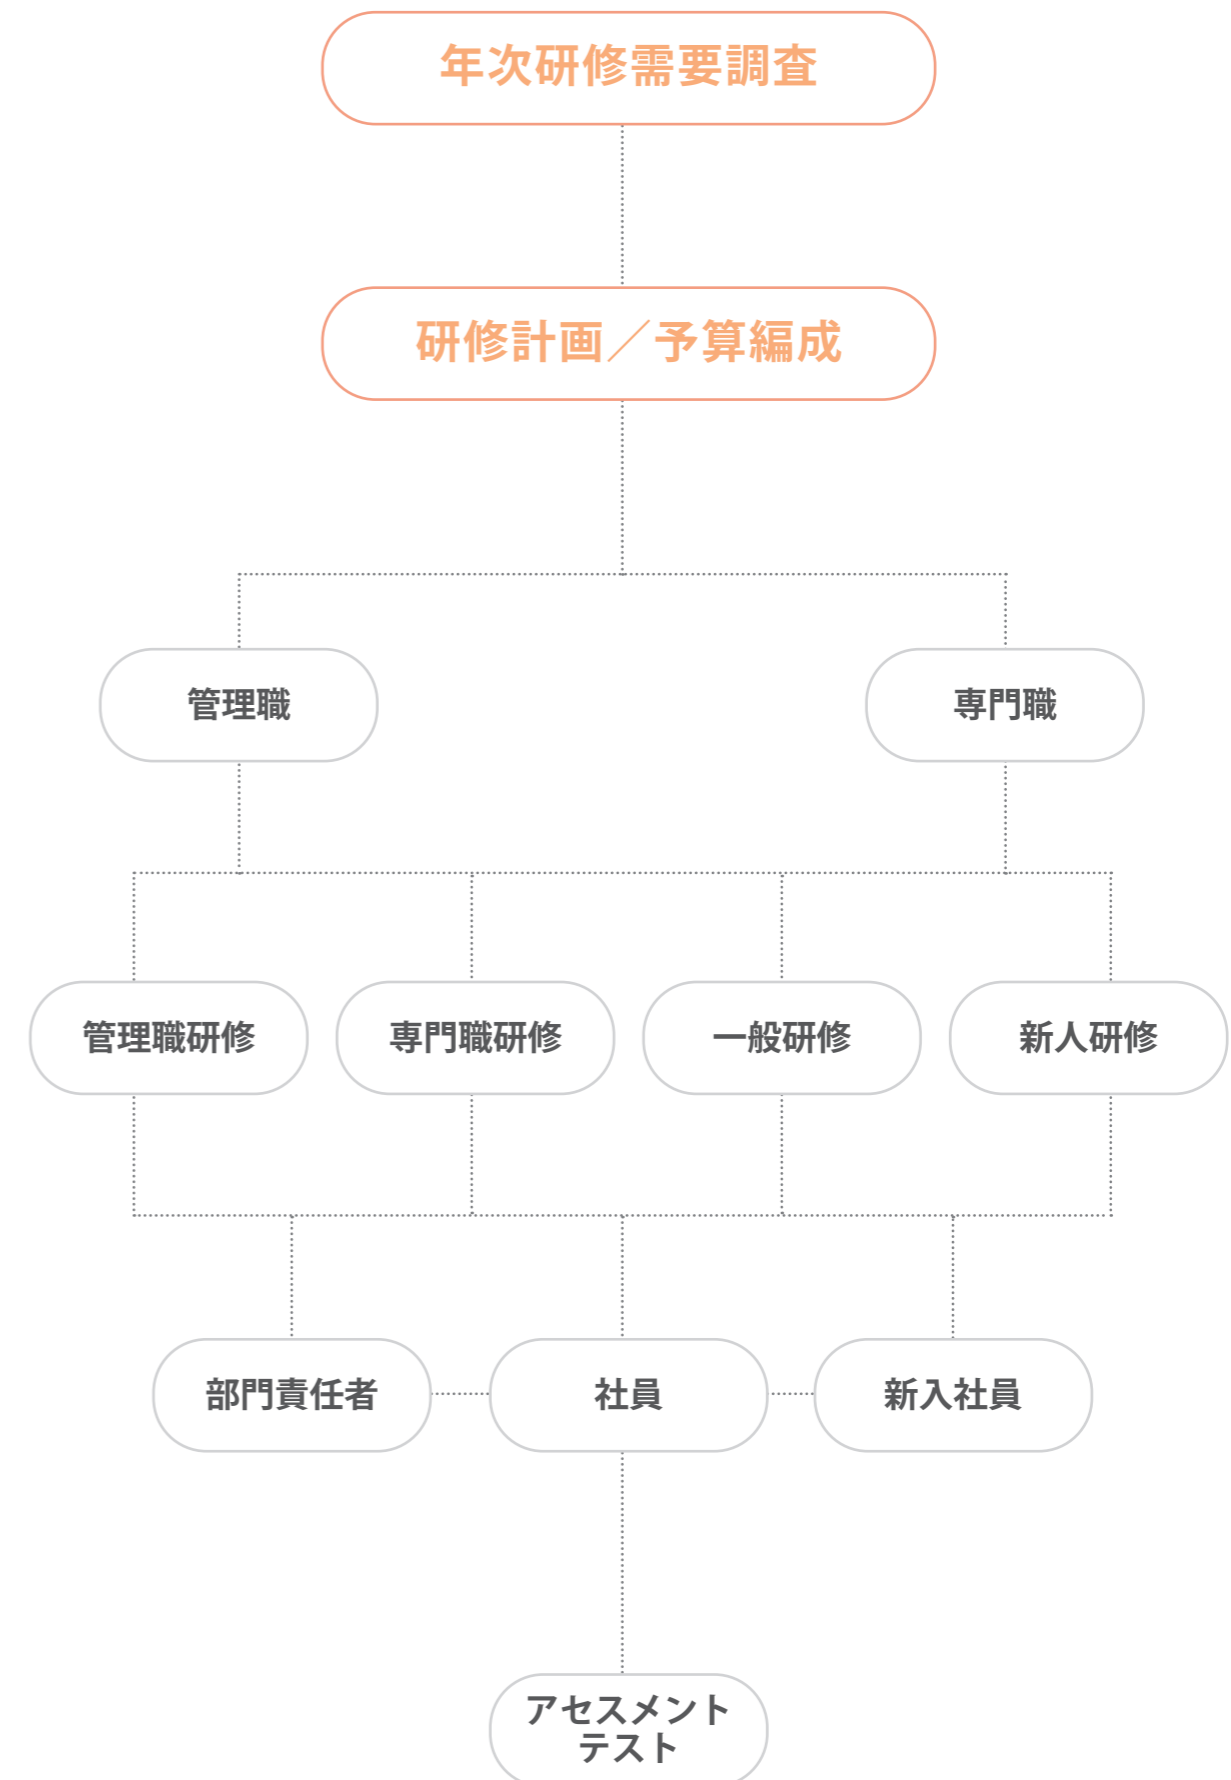 年次研修需要調査
研修計画／予算編成
管理職
専門職
管理職研修
専門職研修
一般研修
新人研修
部門責任者
社員
新入社員
アセスメント
テスト